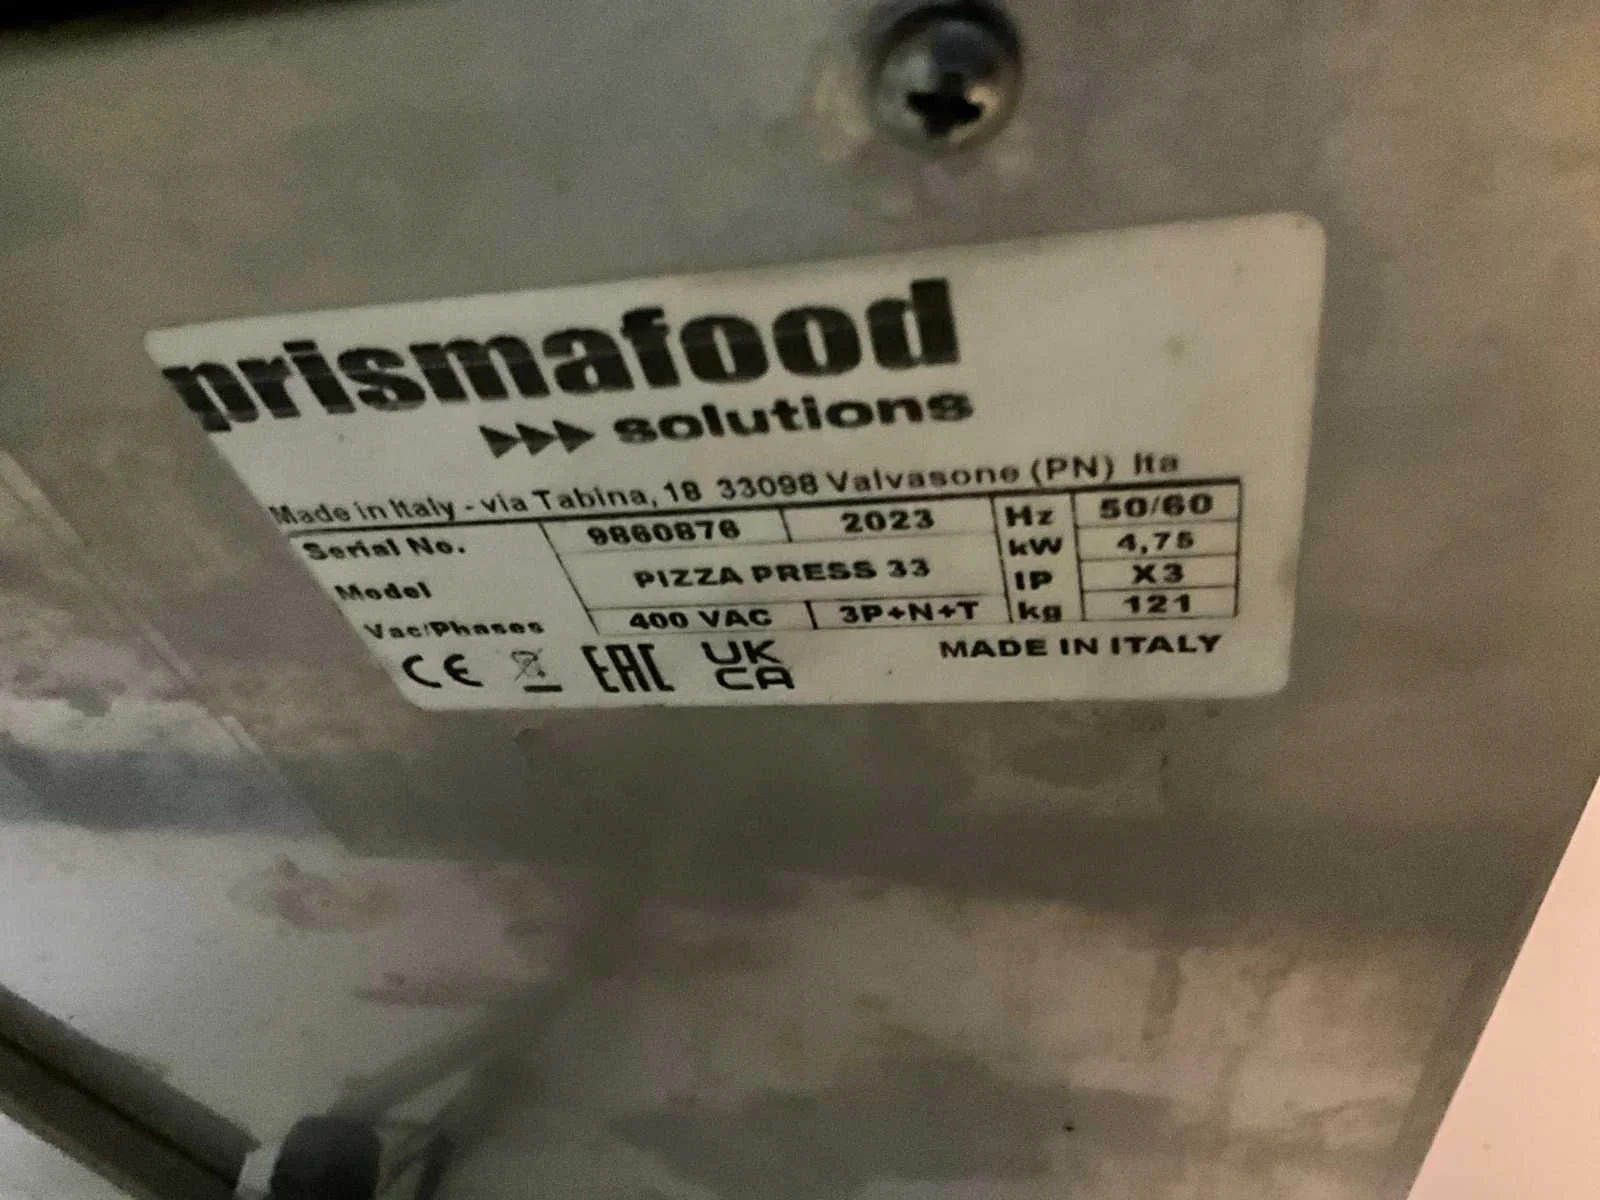 prismafood
solutions
Made in Italy - via Tabina, 18 33098 Valvasone (PN) Ita
Serial No. 9860876 2023 Hz 50/60
Model PIZZA PRESS 33 kW 4,75
IP X3
Vac/Phases 400 VAC 3P+N+T kg 121
CE EAC UK
CA
MADE IN ITALY